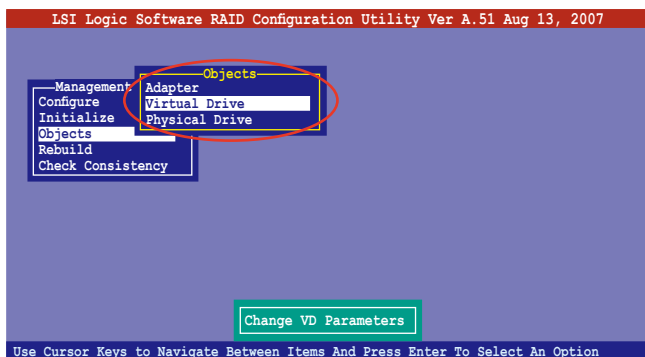 LSI Logic Software RAID Configuration Utility Ver A.51 Aug 13, 2007
Management
Configure
Initialize
Objects
Rebuild
Check Consistency
Objects
Adapter
Virtual Drive
Physical Drive
Change VD Parameters
Use Cursor Keys to Navigate Between Items And Press Enter To Select An Option